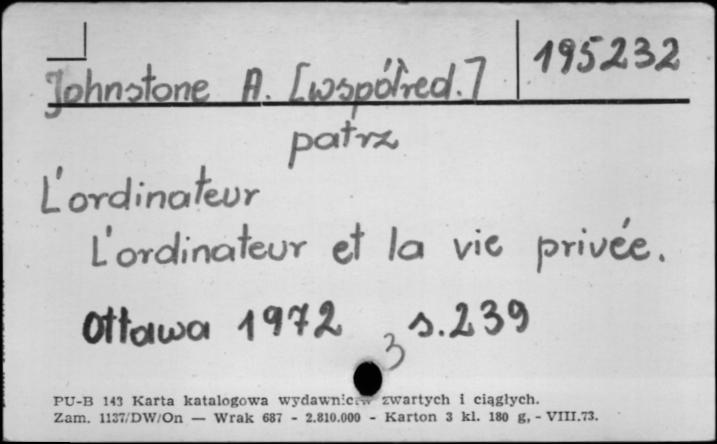 Johnstone A. [współred.] 195232
patrz
L'ordinateur
L'ordinateur et la vie privée.
Ottawa 1972 s. 239
3
PU-B 143 Karta katalogowa wydawnictw zwartych i ciągłych.
Zam. 1137/DW/On — Wrak 687 - 2.810.000 - Karton 3 kl. 180 g, - VIII.73.